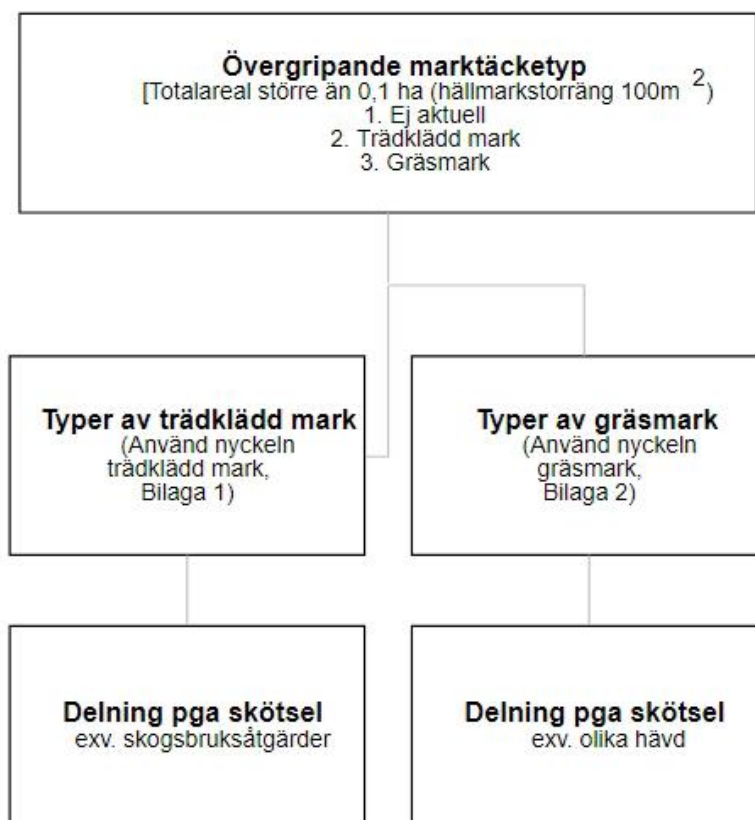 Övergripande marktäcketyp
[Totalareal större än 0,1 ha (hällmarkstorräng 100m 2)
1. Ej aktuell
2. Trädklädd mark
3. Gräsmark
Typer av trädklädd mark
(Använd nyckeln
trädklädd mark,
Bilaga 1)
Typer av gräsmark
(Använd nyckeln
gräsmark,
Bilaga 2)
Delning pga skötsel
exv. skogsbruksåtgärder
Delning pga skötsel
exv. olika hävd